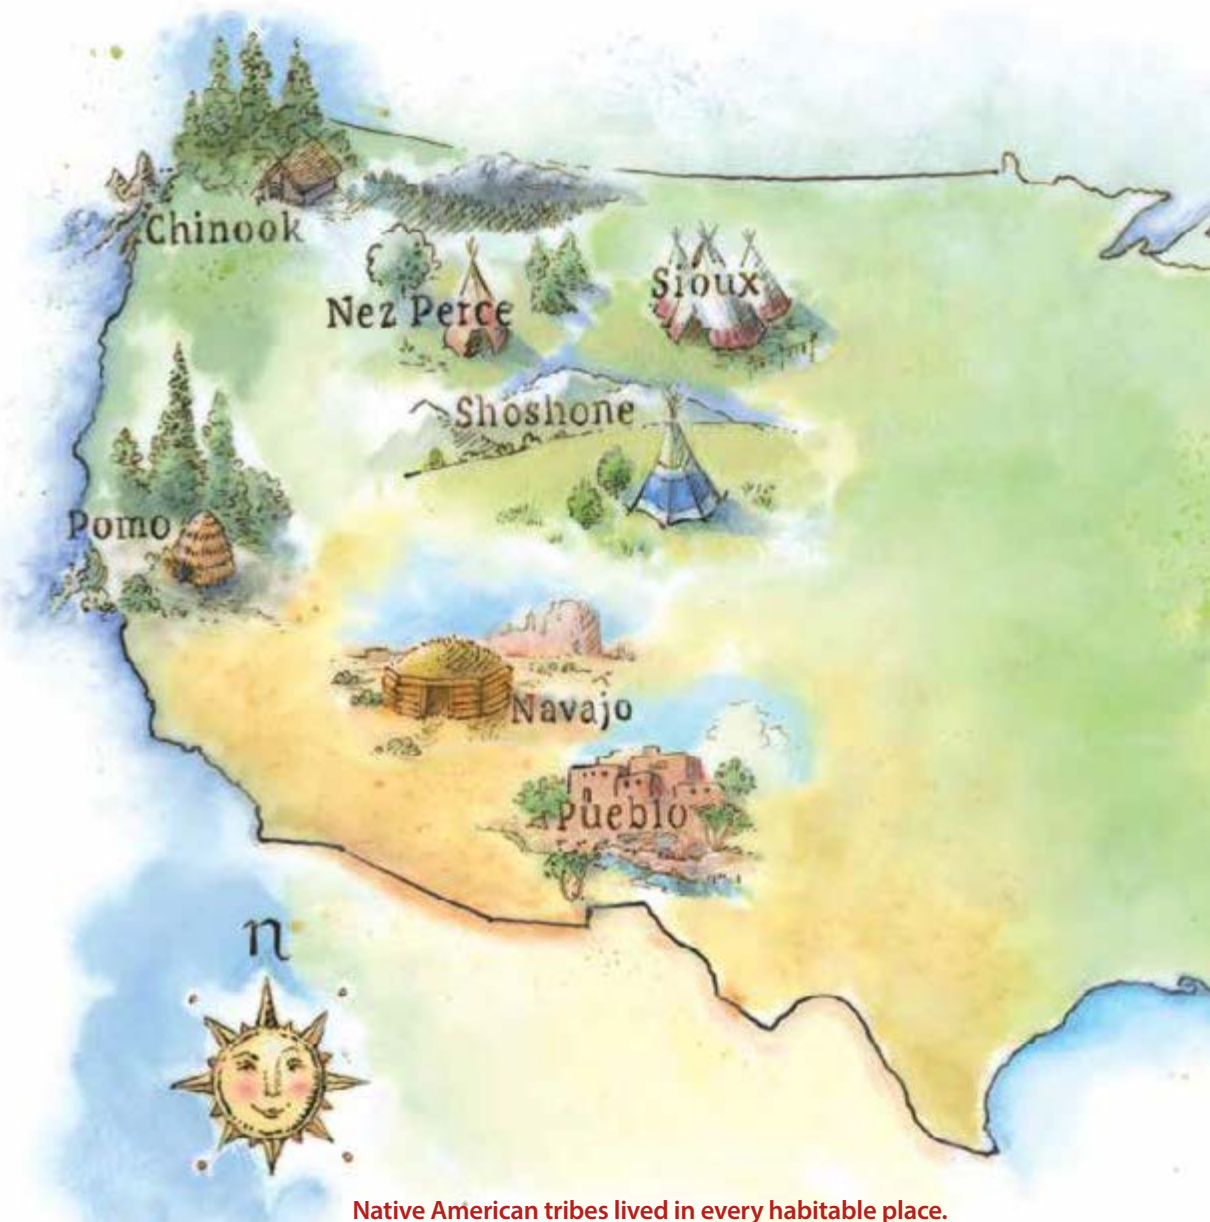 Chinook
Sioux
Nez Perce
Shoshone
Pomo
Navajo
Pueblo
n
Native American tribes lived in every habitable place.